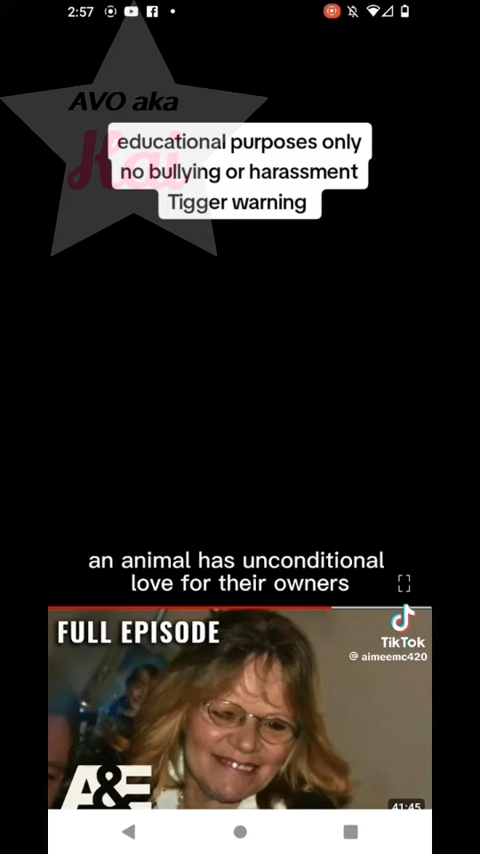 2:57
AVO aka
Kai
educational purposes only
no bullying or harassment
Tigger warning
an animal has unconditional
love for their owners
FULL EPISODE
TikTok
@ aimeemc420
A&E
41:45